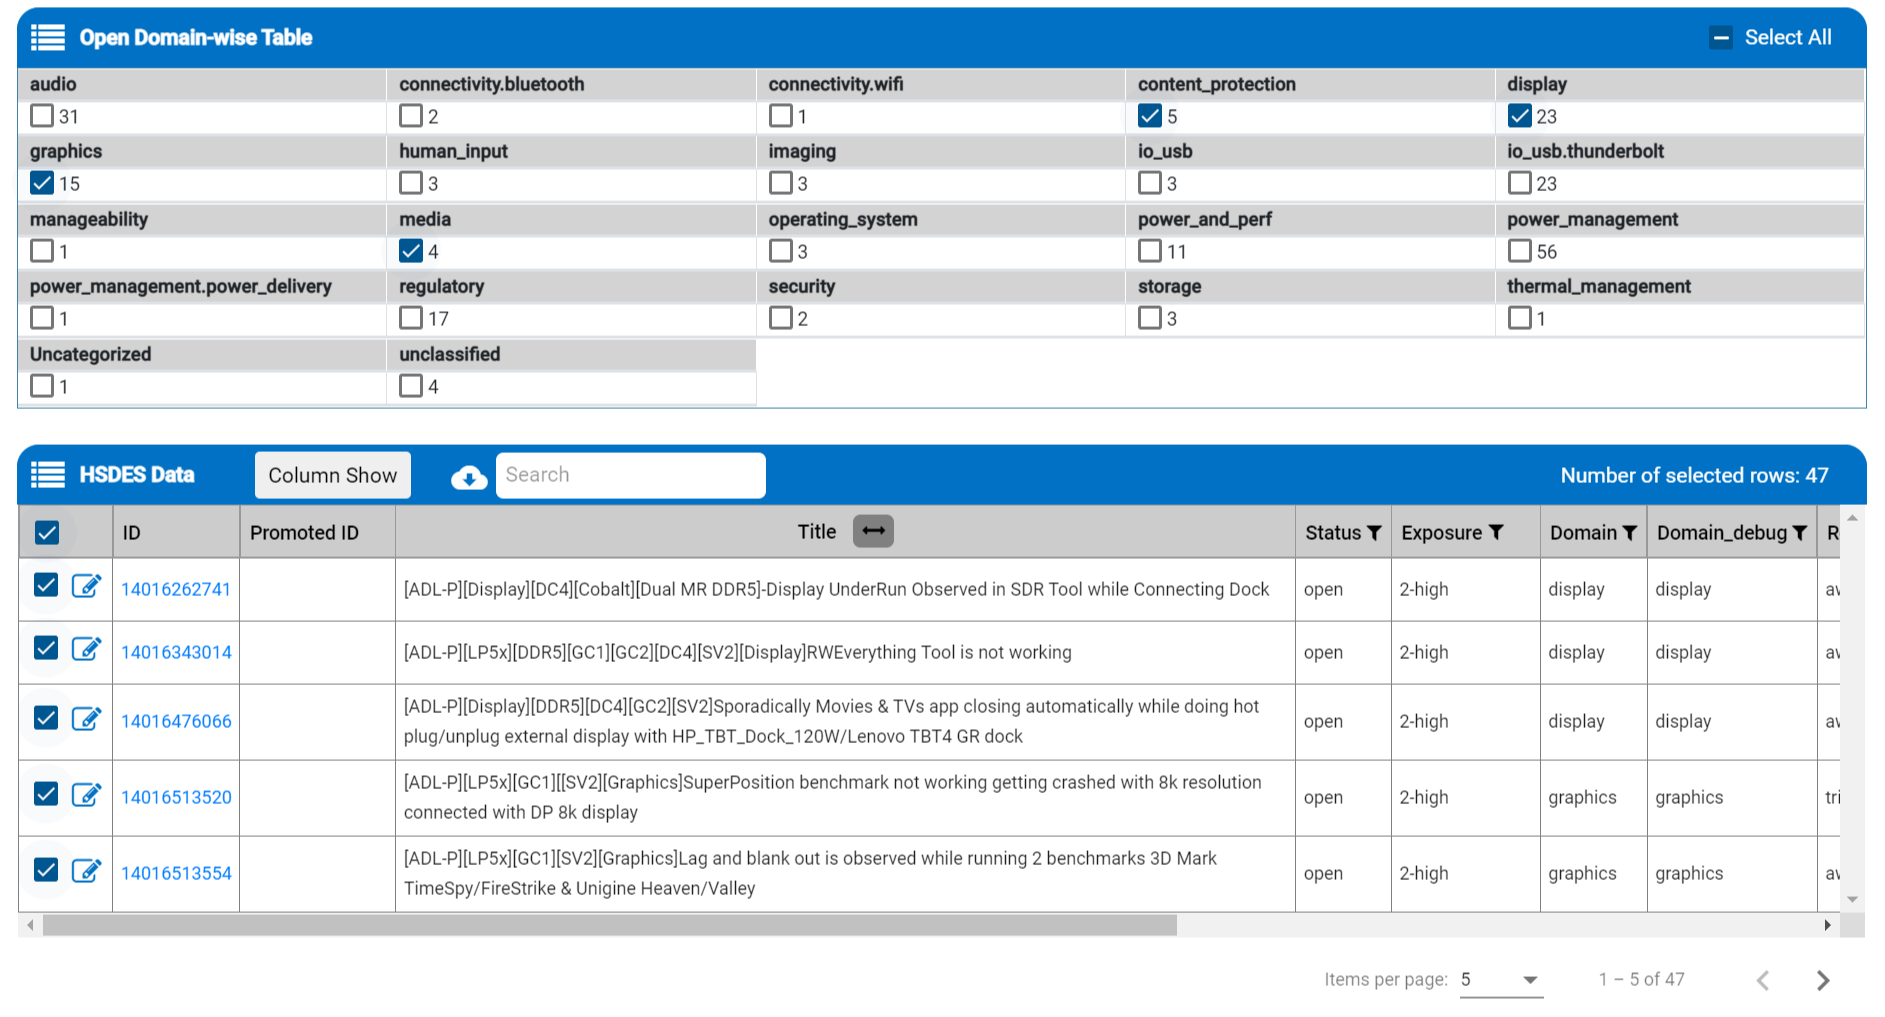 Open Domain-wise Table
Select All
audio connectivity.bluetooth connectivity.wifi content_protection display
31 2 1 5 23
graphics human_input imaging io_usb io_usb.thunderbolt
15 3 3 3 23
manageability media operating_system power_and_perf power_management
1 4 3 11 56
power_management.power_delivery regulatory security storage thermal_management
1 17 2 3 1
Uncategorized unclassified
1 4
HSDES Data Column Show Search Number of selected rows: 47
ID Promoted ID Title Status Exposure Domain Domain_debug
14016262741 [ADL-P][Display][DC4][Cobalt][Dual MR DDR5]-Display UnderRun Observed in SDR Tool while Connecting Dock open 2-high display display
14016343014 [ADL-P][LP5x][DDR5][GC1][GC2][DC4][SV2][Display]RWEverything Tool is not working open 2-high display display
[ADL-P][Display][DDR5][DC4][GC2][SV2]Sporadically Movies & TVs app closing automatically while doing hot
14016476066 plug/unplug external display with HP_TBT_Dock_120W/Lenovo TBT4 GR dock open 2-high display display
[ADL-P][LP5x][GC1][[SV2][Graphics]SuperPosition benchmark not working getting crashed with 8k resolution
14016513520 connected with DP 8k display open 2-high graphics graphics tri
[ADL-P][LP5x][GC1][SV2][Graphics]Lag and blank out is observed while running 2 benchmarks 3D Mark
14016513554 TimeSpy/FireStrike & Unigine Heaven/Valley open 2-high graphics graphics
Items per page: 5 1 – 5 of 47